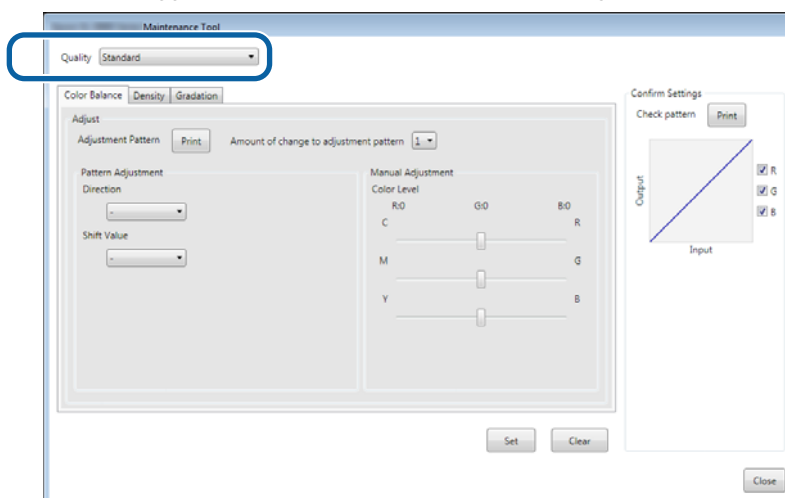 Maintenance Tool
Quality Standard
Color Balance Density Gradation
Adjust
Adjustment Pattern Print Amount of change to adjustment pattern 1
Pattern Adjustment
Direction
-
Shift Value
-
Manual Adjustment
Color Level
R:0 G:0 B:0
C R
M G
Y B
Set Clear
Confirm Settings
Check pattern Print
Output
R
G
B
Input
Close